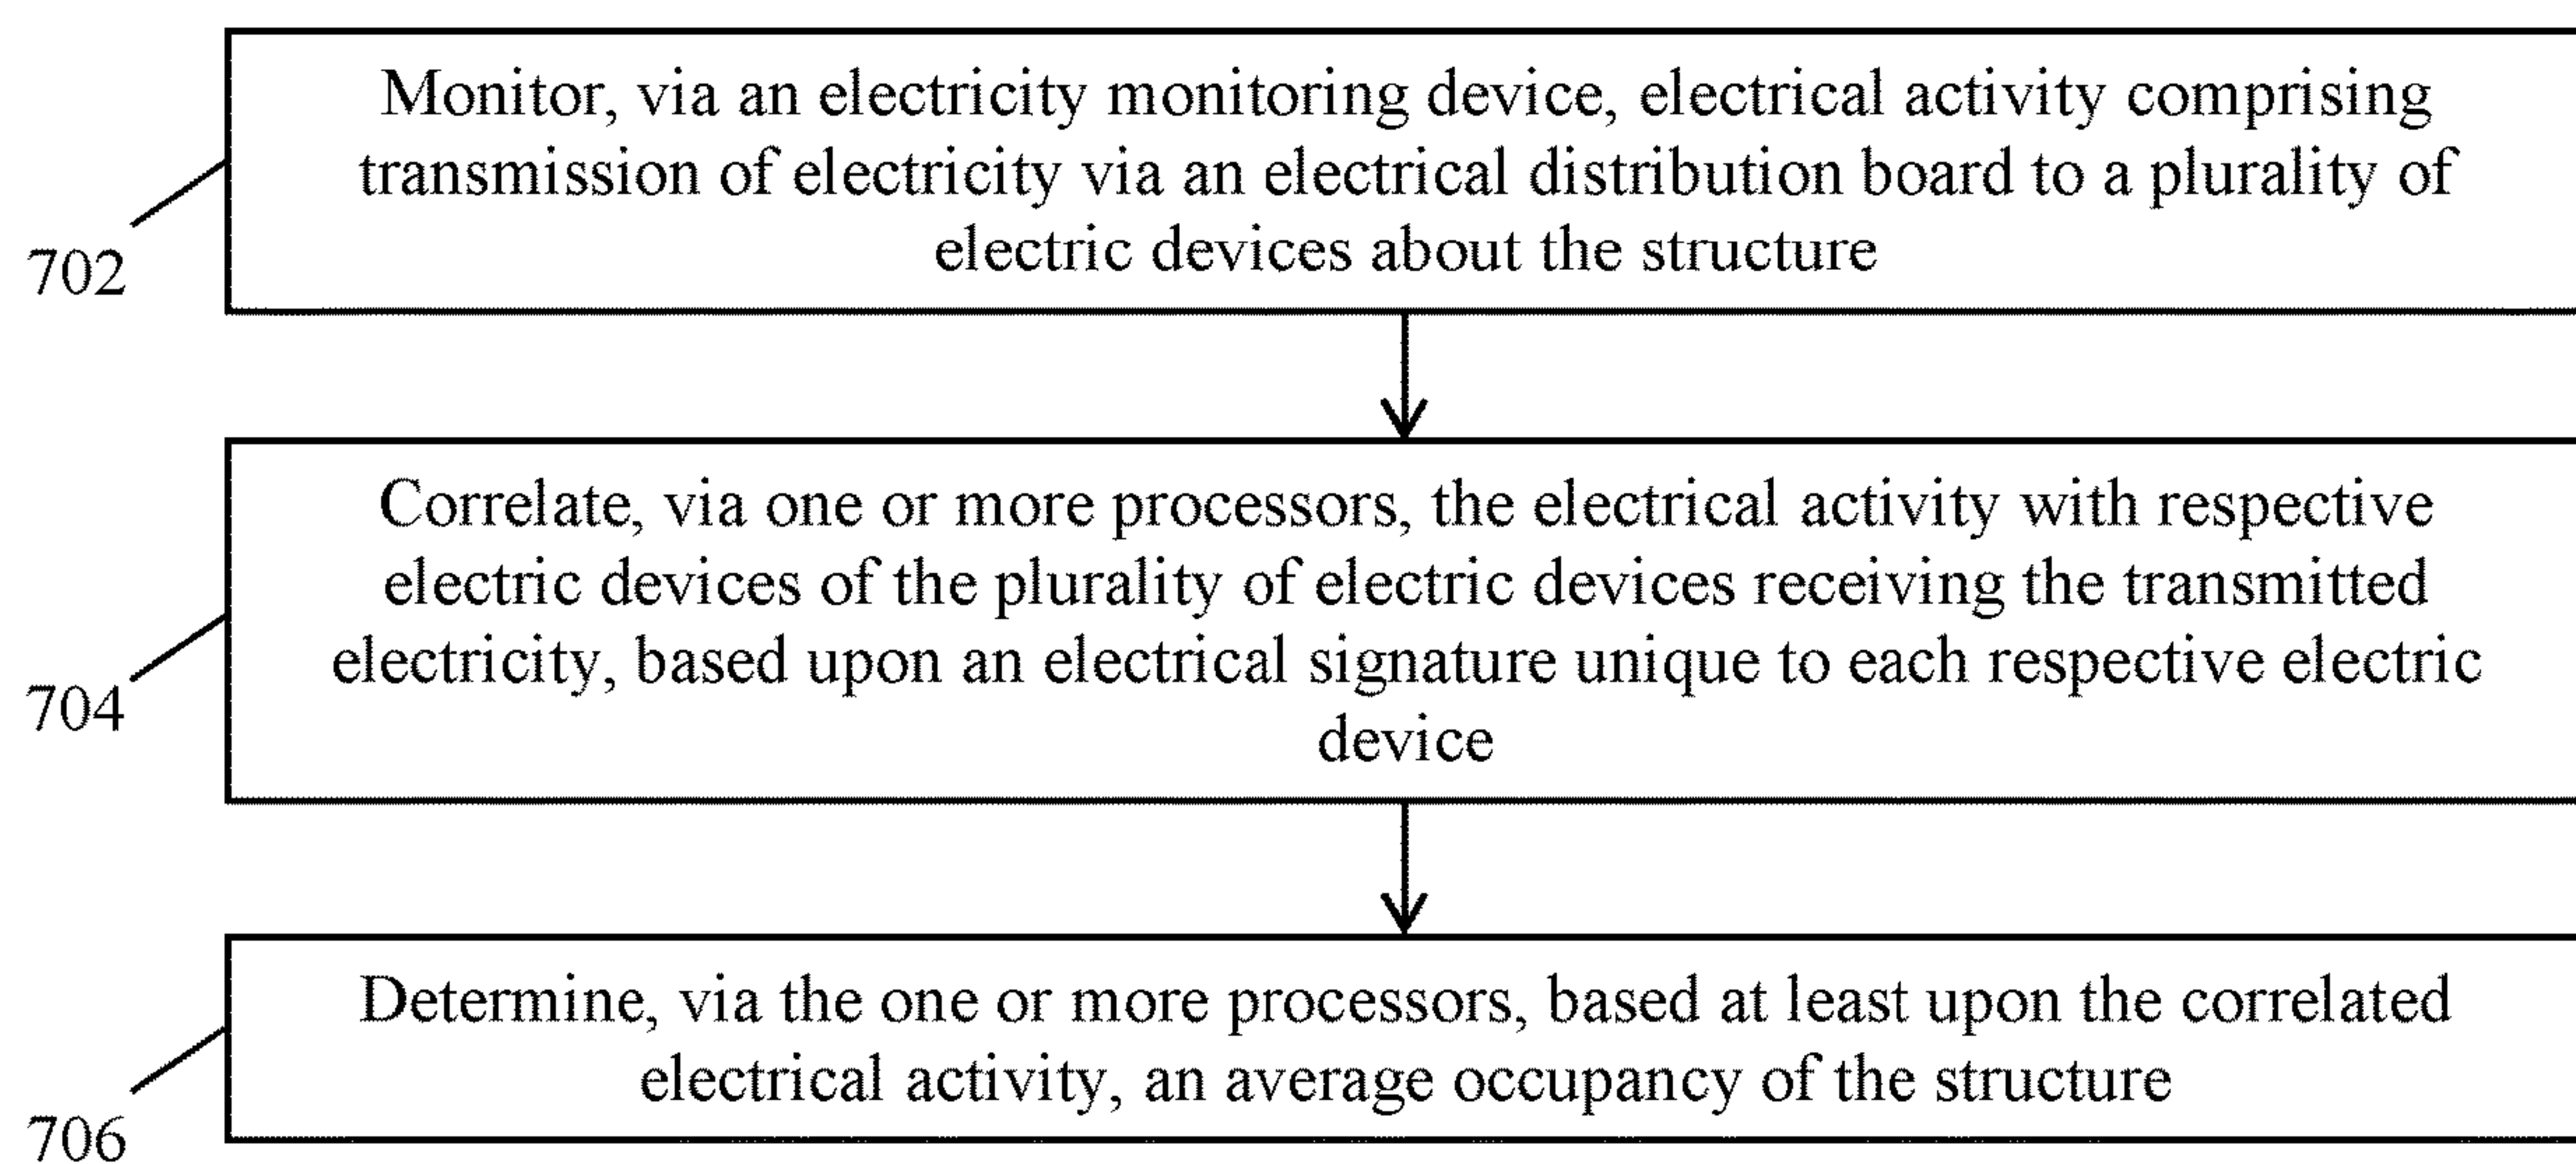 Monitor, via an electricity monitoring device, electrical activity comprising
transmission of electricity via an electrical distribution board to a plurality of
electric devices about the structure
702
Correlate, via one or more processors, the electrical activity with respective
electric devices of the plurality of electric devices receiving the transmitted
electricity, based upon an electrical signature unique to each respective electric
device
704
Determine, via the one or more processors, based at least upon the correlated
electrical activity, an average occupancy of the structure
706